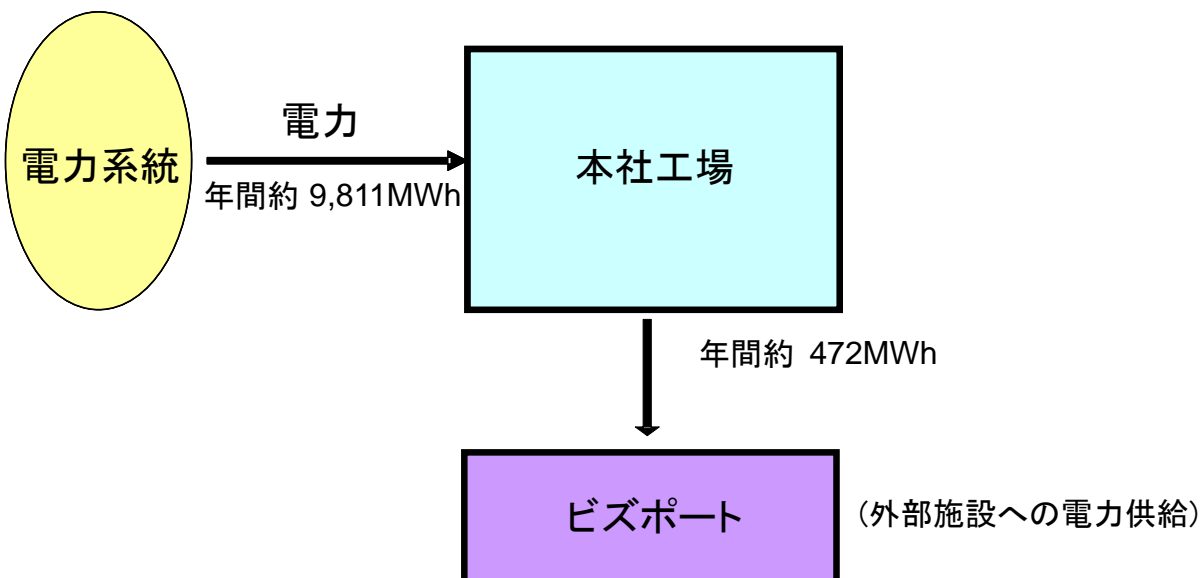 電力
電力系統
本社工場
年間約 9,811MWh
年間約 472MWh
ビズポート
(外部施設への電力供給)